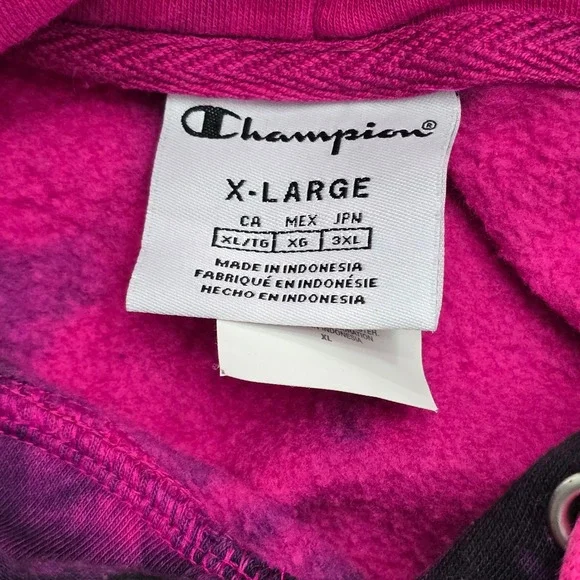 Champion®
X-LARGE
CA MEX JPN
XL/TG XG 3XL
MADE IN INDONESIA
FABRIQUÉ EN INDONÉSIE
HECHO EN INDONESIA
INDONESIA
XL